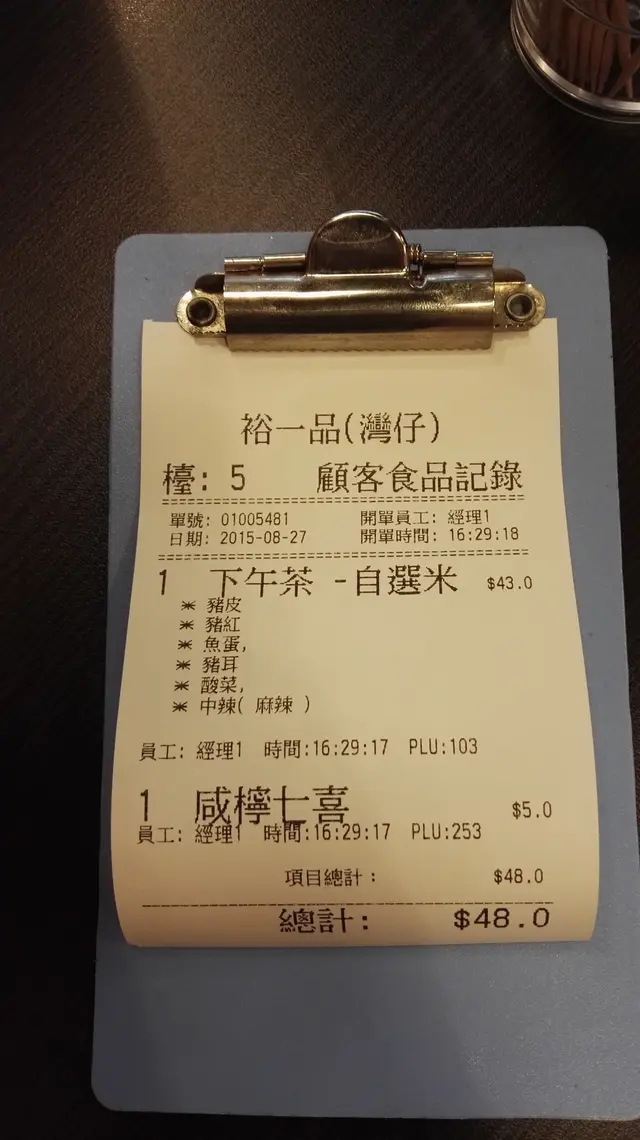 裕一品(灣仔)
檯: 5 顧客食品記錄
單號: 01005481 開單員工: 經理1
日期: 2015-08-27 開單時間: 16:29:18
1 下午茶 -自選米 $43.0
* 豬皮
* 豬紅
* 魚蛋,
* 豬耳
* 酸菜,
* 中辣( 麻辣 )
員工: 經理1 時間:16:29:17 PLU:103
1 咸檸七喜 $5.0
員工: 經理1 時間:16:29:17 PLU:253
項目總計: $48.0
總計: $48.0